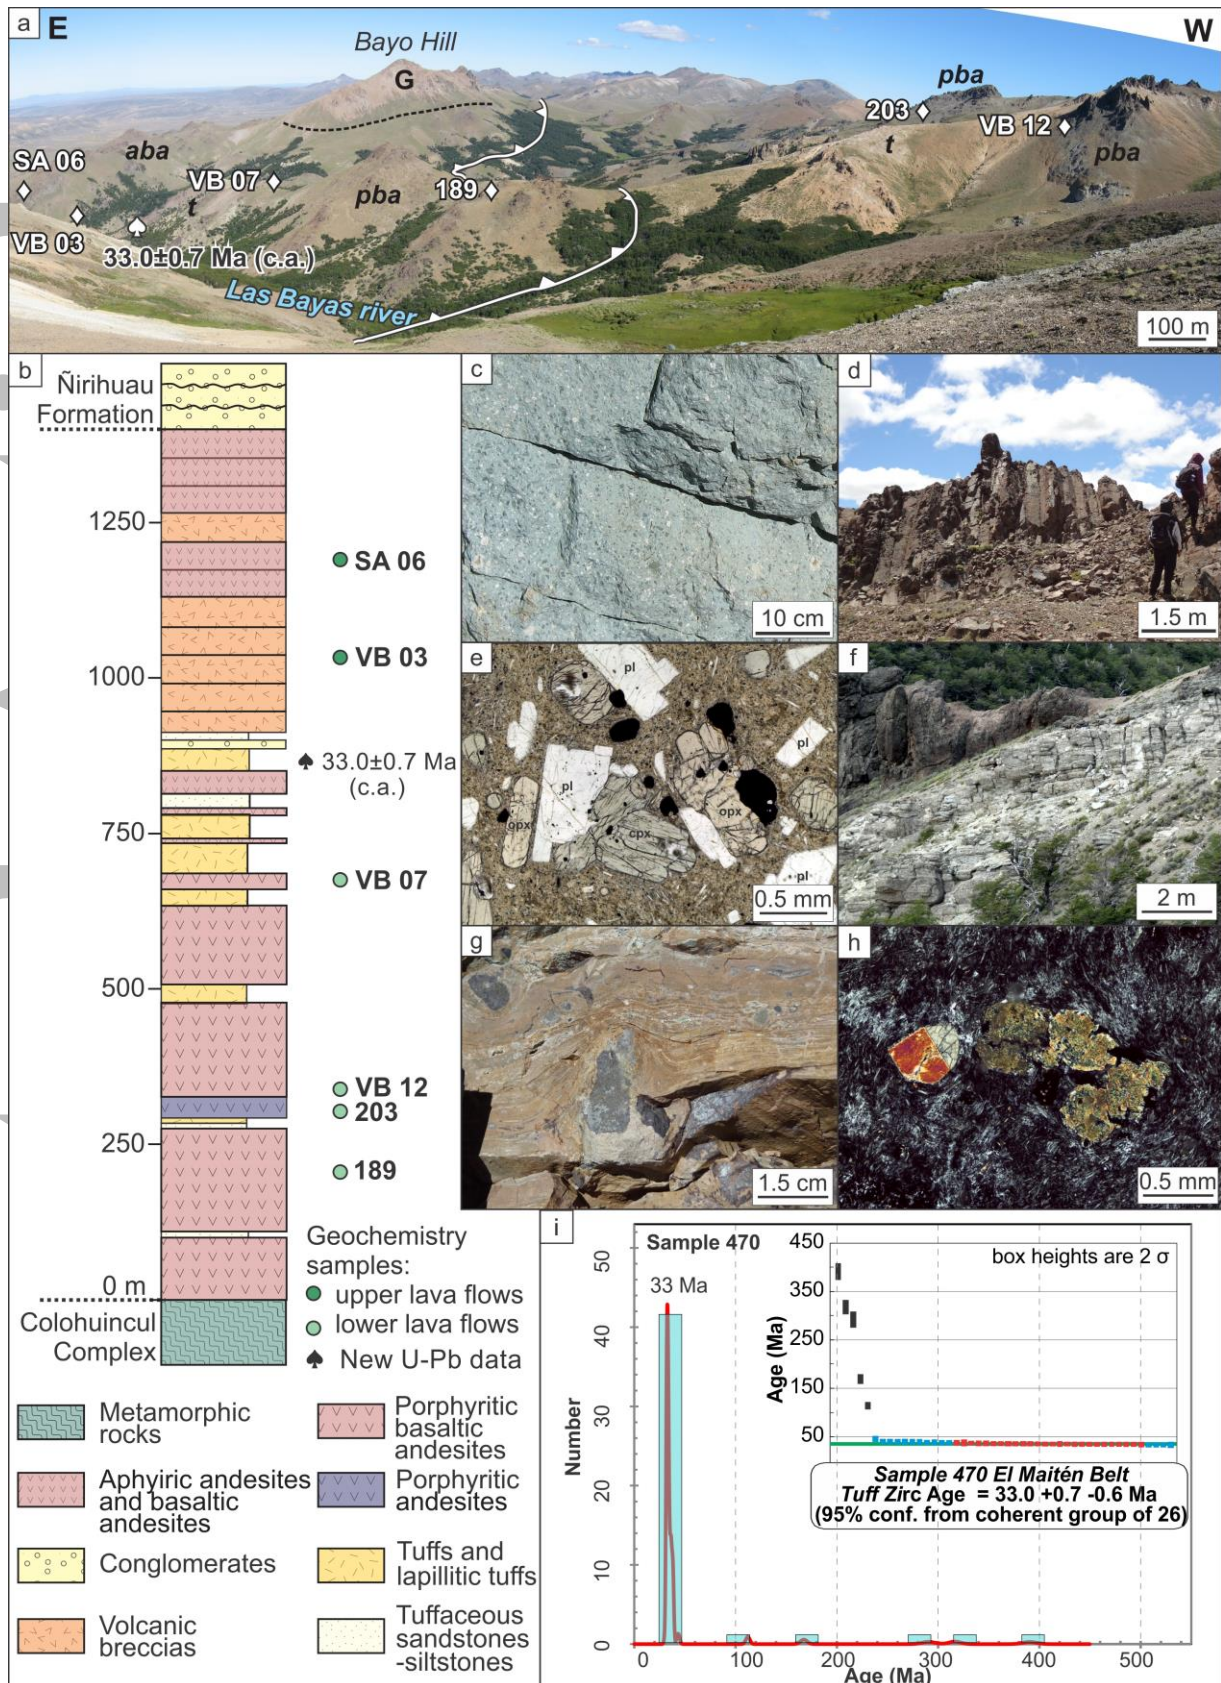 a
E
W
Bayo Hill
G
pba
203
VB 12
t
pba
SA 06
aba
VB 07
t
pba
189
VB 03
33.0±0.7 Ma (c.a.)
Las Bayas river
100 m
b
Ñirihuau
Formation
1250
SA 06
1000
VB 03
33.0±0.7 Ma
(c.a.)
750
VB 07
500
VB 12
203
250
189
0 m
Colohuincul
Complex
Geochemistry
samples:
upper lava flows
lower lava flows
New U-Pb data
Metamorphic
rocks
Porphyritic
basaltic
andesites
Aphyiric andesites
and basaltic
andesites
Porphyritic
andesites
Conglomerates
Tuffs and
lapillitic tuffs
Volcanic
breccias
Tuffaceous
sandstones
-siltstones
c
10 cm
d
1.5 m
e
pl
pl
pl
opx
cpx
opx
pl
0.5 mm
f
2 m
g
1.5 cm
h
0.5 mm
i
Sample 470
33 Ma
Number
0
10
20
30
40
50
0
100
200
300
400
500
Age (Ma)
box heights are 2 σ
Age (Ma)
450
350
250
150
50
Sample 470 El Maitén Belt
Tuff Zirc Age = 33.0 +0.7 -0.6 Ma
(95% conf. from coherent group of 26)